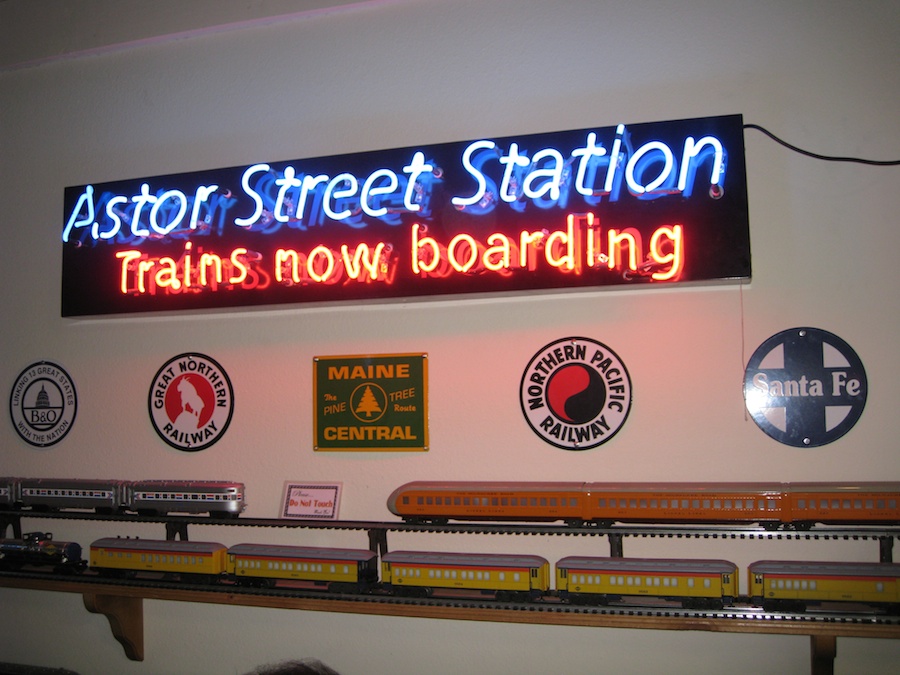 Astor Street Station
Trains now boarding
LINKING 13 GREAT STATES
B&O
WITH THE NATION
GREAT NORTHERN
RAILWAY
MAINE
The PINE TREE Route
CENTRAL
NORTHERN PACIFIC
RAILWAY
Santa Fe
Please...
Do Not Touch